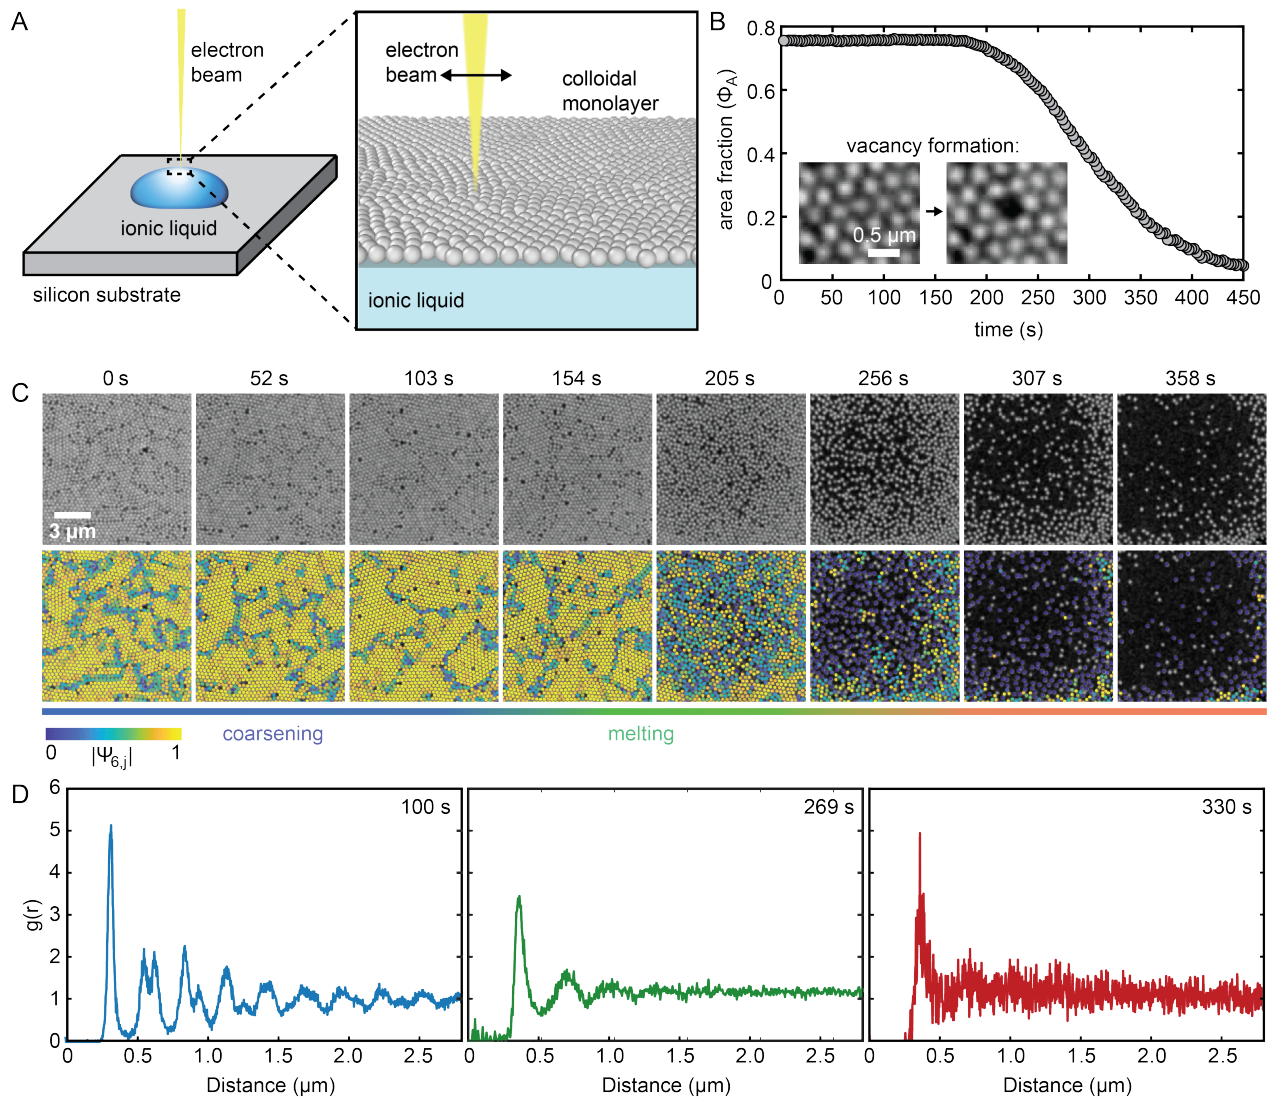 A
electron
beam
ionic liquid
silicon substrate
electron
beam
colloidal
monolayer
ionic liquid
B
area fraction (Φ_A)
0.8
0.6
0.4
0.2
0
vacancy formation:
0.5 µm
0 50 100 150 200 250 300 350 400 450
time (s)
C
0 s 52 s 103 s 154 s 205 s 256 s 307 s 358 s
3 µm
0 |Ψ6,j| 1
coarsening
melting
D
g(r)
6
5
4
3
2
1
0
100 s
0 0.5 1.0 1.5 2.0 2.5
Distance (µm)
269 s
0 0.5 1.0 1.5 2.0 2.5
Distance (µm)
330 s
0 0.5 1.0 1.5 2.0 2.5
Distance (µm)